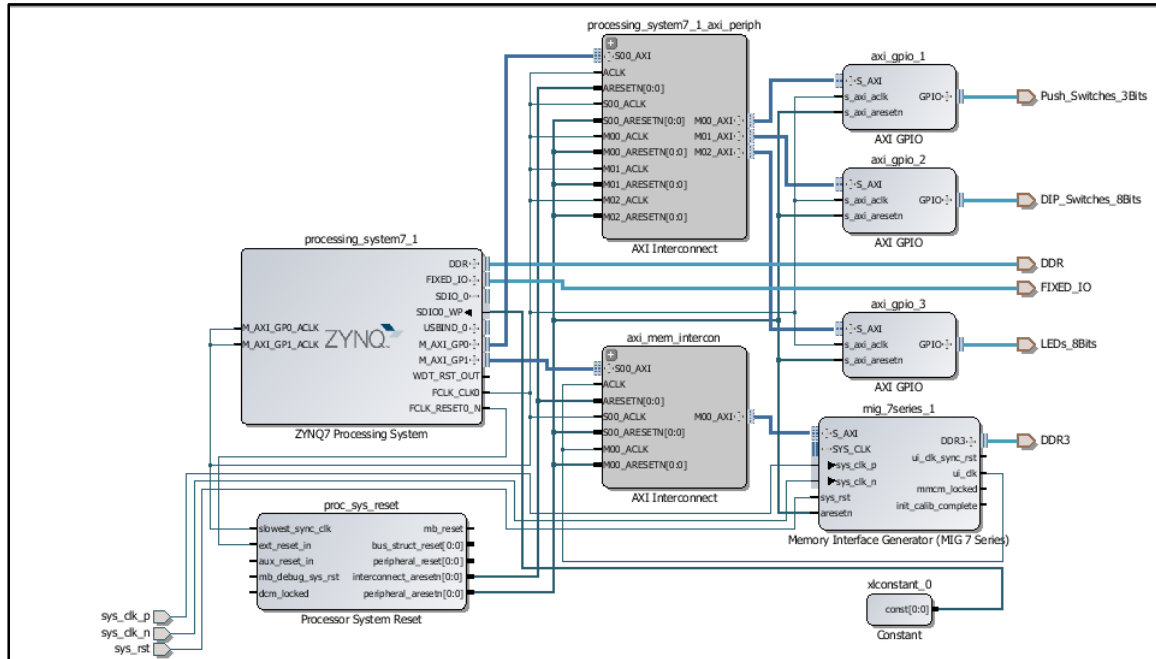 processing_system7_1_axi_periph
S00_AXI
ACLK
ARESETN[0:0]
S00_ACLK
S00_ARESETN[0:0]
M00_ACLK
M00_ARESETN[0:0]
M01_ACLK
M01_ARESETN[0:0]
M02_ACLK
M02_ARESETN[0:0]
M00_AXI
M01_AXI
M02_AXI
AXI Interconnect
axi_gpio_1
S_AXI
s_axi_aclk
s_axi_aresetn
GPIO
AXI GPIO
Push_Switches_3Bits
axi_gpio_2
S_AXI
s_axi_aclk
s_axi_aresetn
GPIO
AXI GPIO
DIP_Switches_8Bits
processing_system7_1
M_AXI_GP0_ACLK
M_AXI_GP1_ACLK
ZYNQ
DDR
FIXED_IO
SDIO_0
SDIO0_WP
USBIND_0
M_AXI_GP0
M_AXI_GP1
WDT_RST_OUT
FCLK_CLK0
FCLK_RESET0_N
ZYNQ7 Processing System
DDR
FIXED_IO
axi_gpio_3
S_AXI
s_axi_aclk
s_axi_aresetn
GPIO
AXI GPIO
LEDs_8Bits
axi_mem_intercon
S00_AXI
ACLK
ARESETN[0:0]
S00_ACLK
S00_ARESETN[0:0]
M00_ACLK
M00_ARESETN[0:0]
M00_AXI
AXI Interconnect
mig_7series_1
S_AXI
SYS_CLK
sys_clk_p
sys_clk_n
sys_rst
aresetn
DDR3
ui_clk_sync_rst
ui_clk
mmcm_locked
init_calib_complete
Memory Interface Generator (MIG 7 Series)
DDR3
proc_sys_reset
slowest_sync_clk
ext_reset_in
aux_reset_in
mb_debug_sys_rst
dcm_locked
mb_reset
bus_struct_reset[0:0]
peripheral_reset[0:0]
interconnect_aresetn[0:0]
peripheral_aresetn[0:0]
Processor System Reset
xlconstant_0
const[0:0]
Constant
sys_clk_p
sys_clk_n
sys_rst